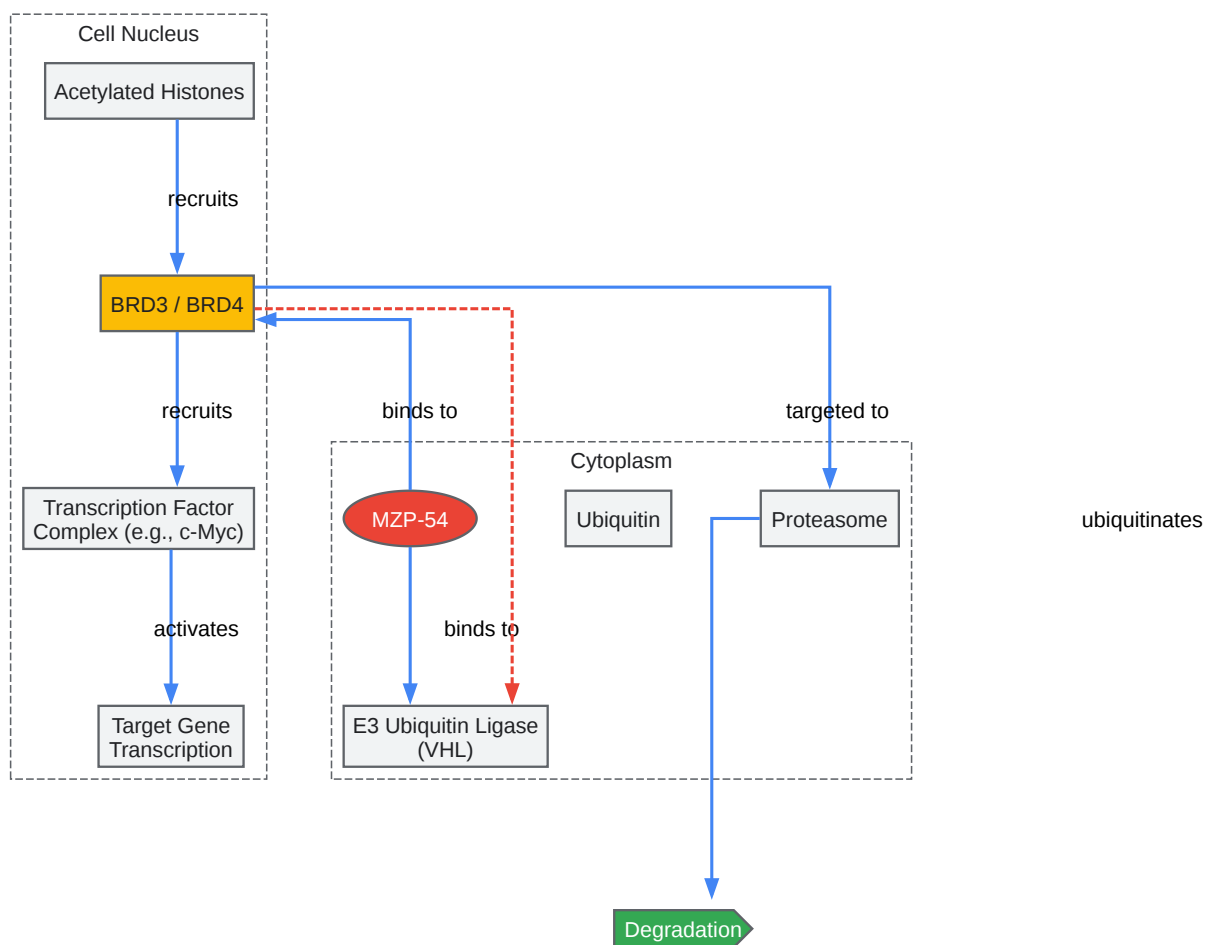 Cell Nucleus
Acetylated Histones
recruits
BRD3 / BRD4
recruits
binds to
targeted to
Cytoplasm
Transcription Factor
Complex (e.g., c-Myc)
MZP-54
Ubiquitin
Proteasome
ubiquitinates
activates
binds to
Target Gene
Transcription
E3 Ubiquitin Ligase
(VHL)
Degradation